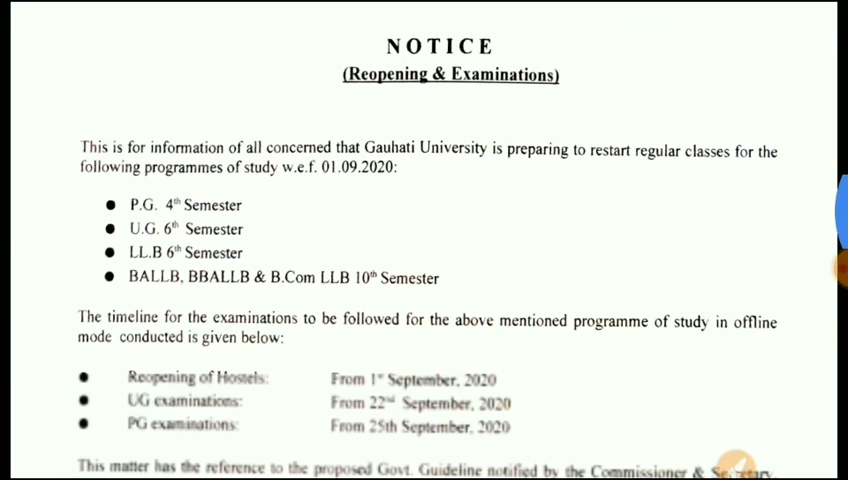 NOTICE
(Reopening & Examinations)
This is for information of all concerned that Gauhati University is preparing to restart regular classes for the
following programmes of study w.e.f. 01.09.2020:
● P.G. 4th Semester
● U.G. 6th Semester
● LL.B 6th Semester
● BALLB, BBALLB & B.Com LLB 10th Semester
The timeline for the examinations to be followed for the above mentioned programme of study in offline
mode conducted is given below:
● Reopening of Hostels: From 1st September, 2020
● UG examinations: From 22nd September, 2020
● PG examinations: From 25th September, 2020
This matter has the reference to the proposed Govt. Guideline notified by the Commissioner & Secretary,